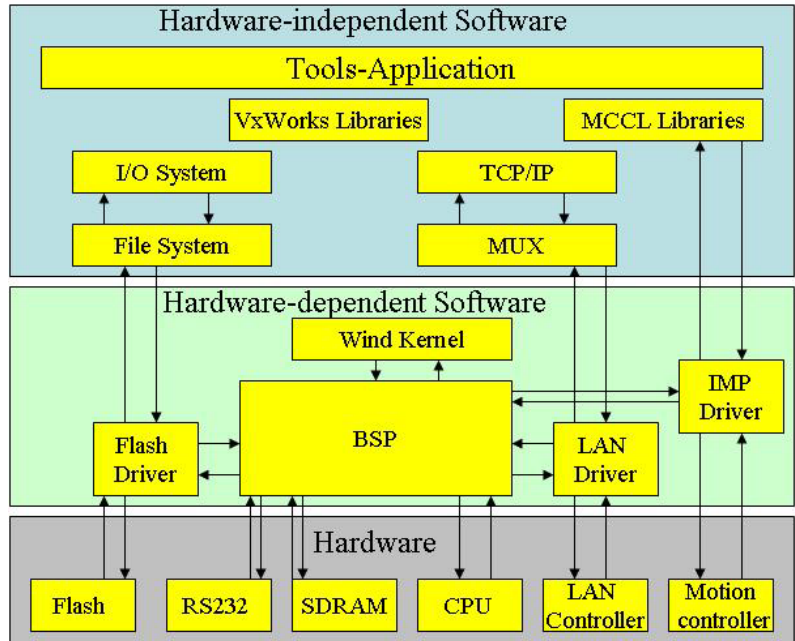 Hardware-independent Software
Tools-Application
VxWorks Libraries
MCCL Libraries
I/O System
TCP/IP
File System
MUX
Hardware-dependent Software
Wind Kernel
IMP
Driver
BSP
Flash
Driver
LAN
Driver
Hardware
Flash
RS232
SDRAM
CPU
LAN
Controller
Motion
controller